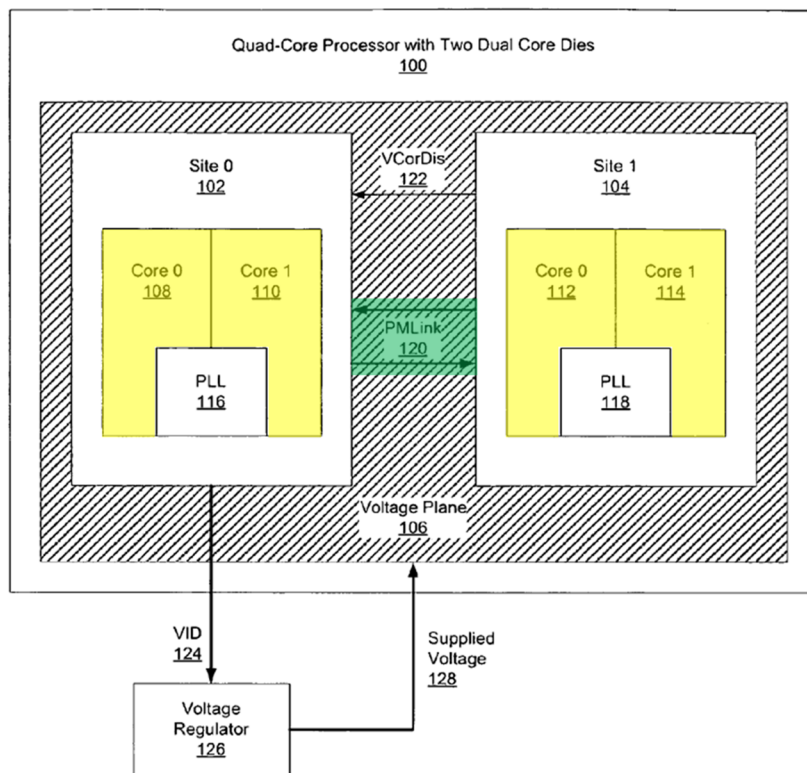 Quad-Core Processor with Two Dual Core Dies
100
Site 0
102
VCorDis
122
Site 1
104
Core 0
108
Core 1
110
PMLink
120
Core 0
112
Core 1
114
PLL
116
PLL
118
Voltage Plane
106
VID
124
Supplied
Voltage
128
Voltage
Regulator
126